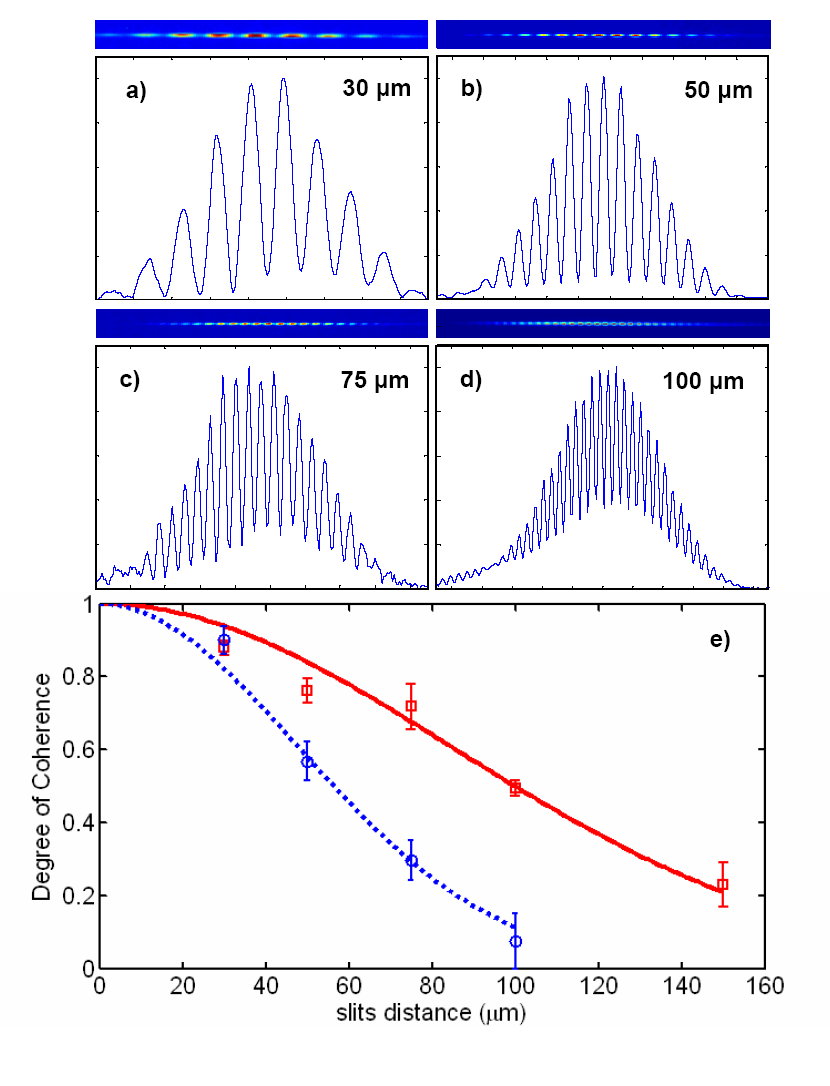 a) 30 μm
b) 50 μm
c) 75 μm
d) 100 μm
e)
1
0.8
0.6
0.4
0.2
0
Degree of Coherence
0 20 40 60 80 100 120 140 160
slits distance (μm)